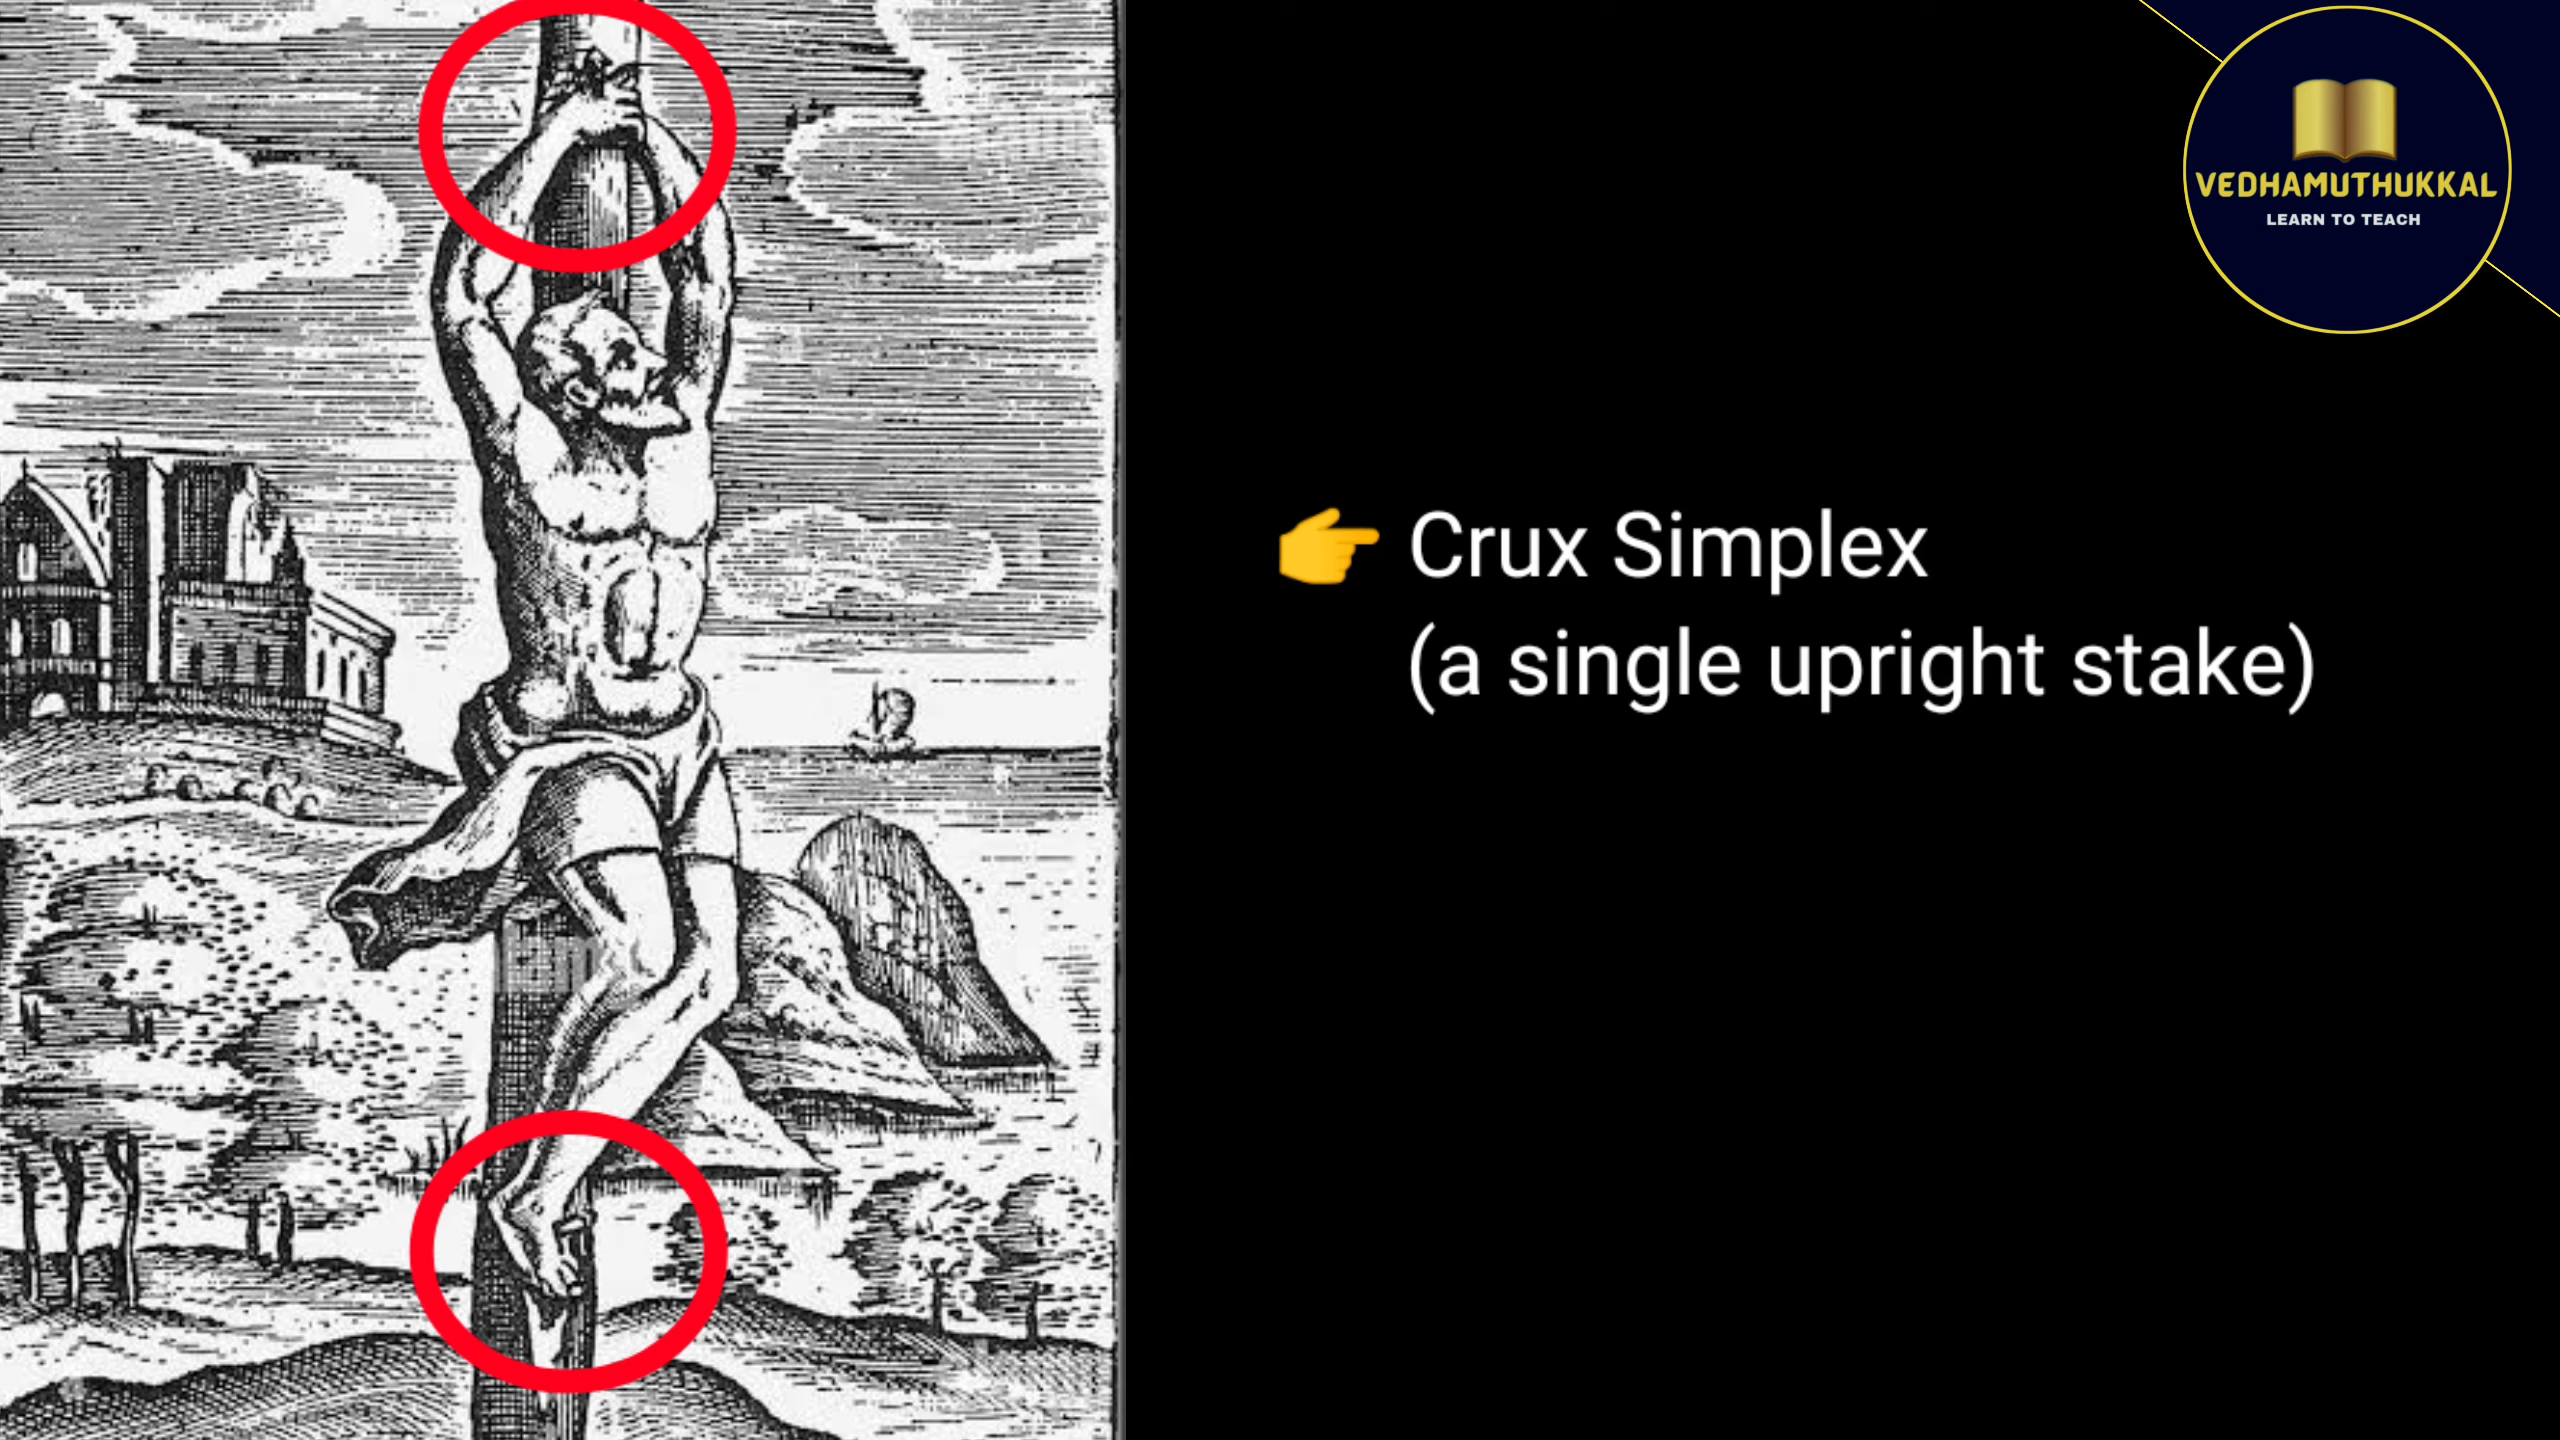 VEDHAMUTHUKKAL
LEARN TO TEACH
👉 Crux Simplex
(a single upright stake)